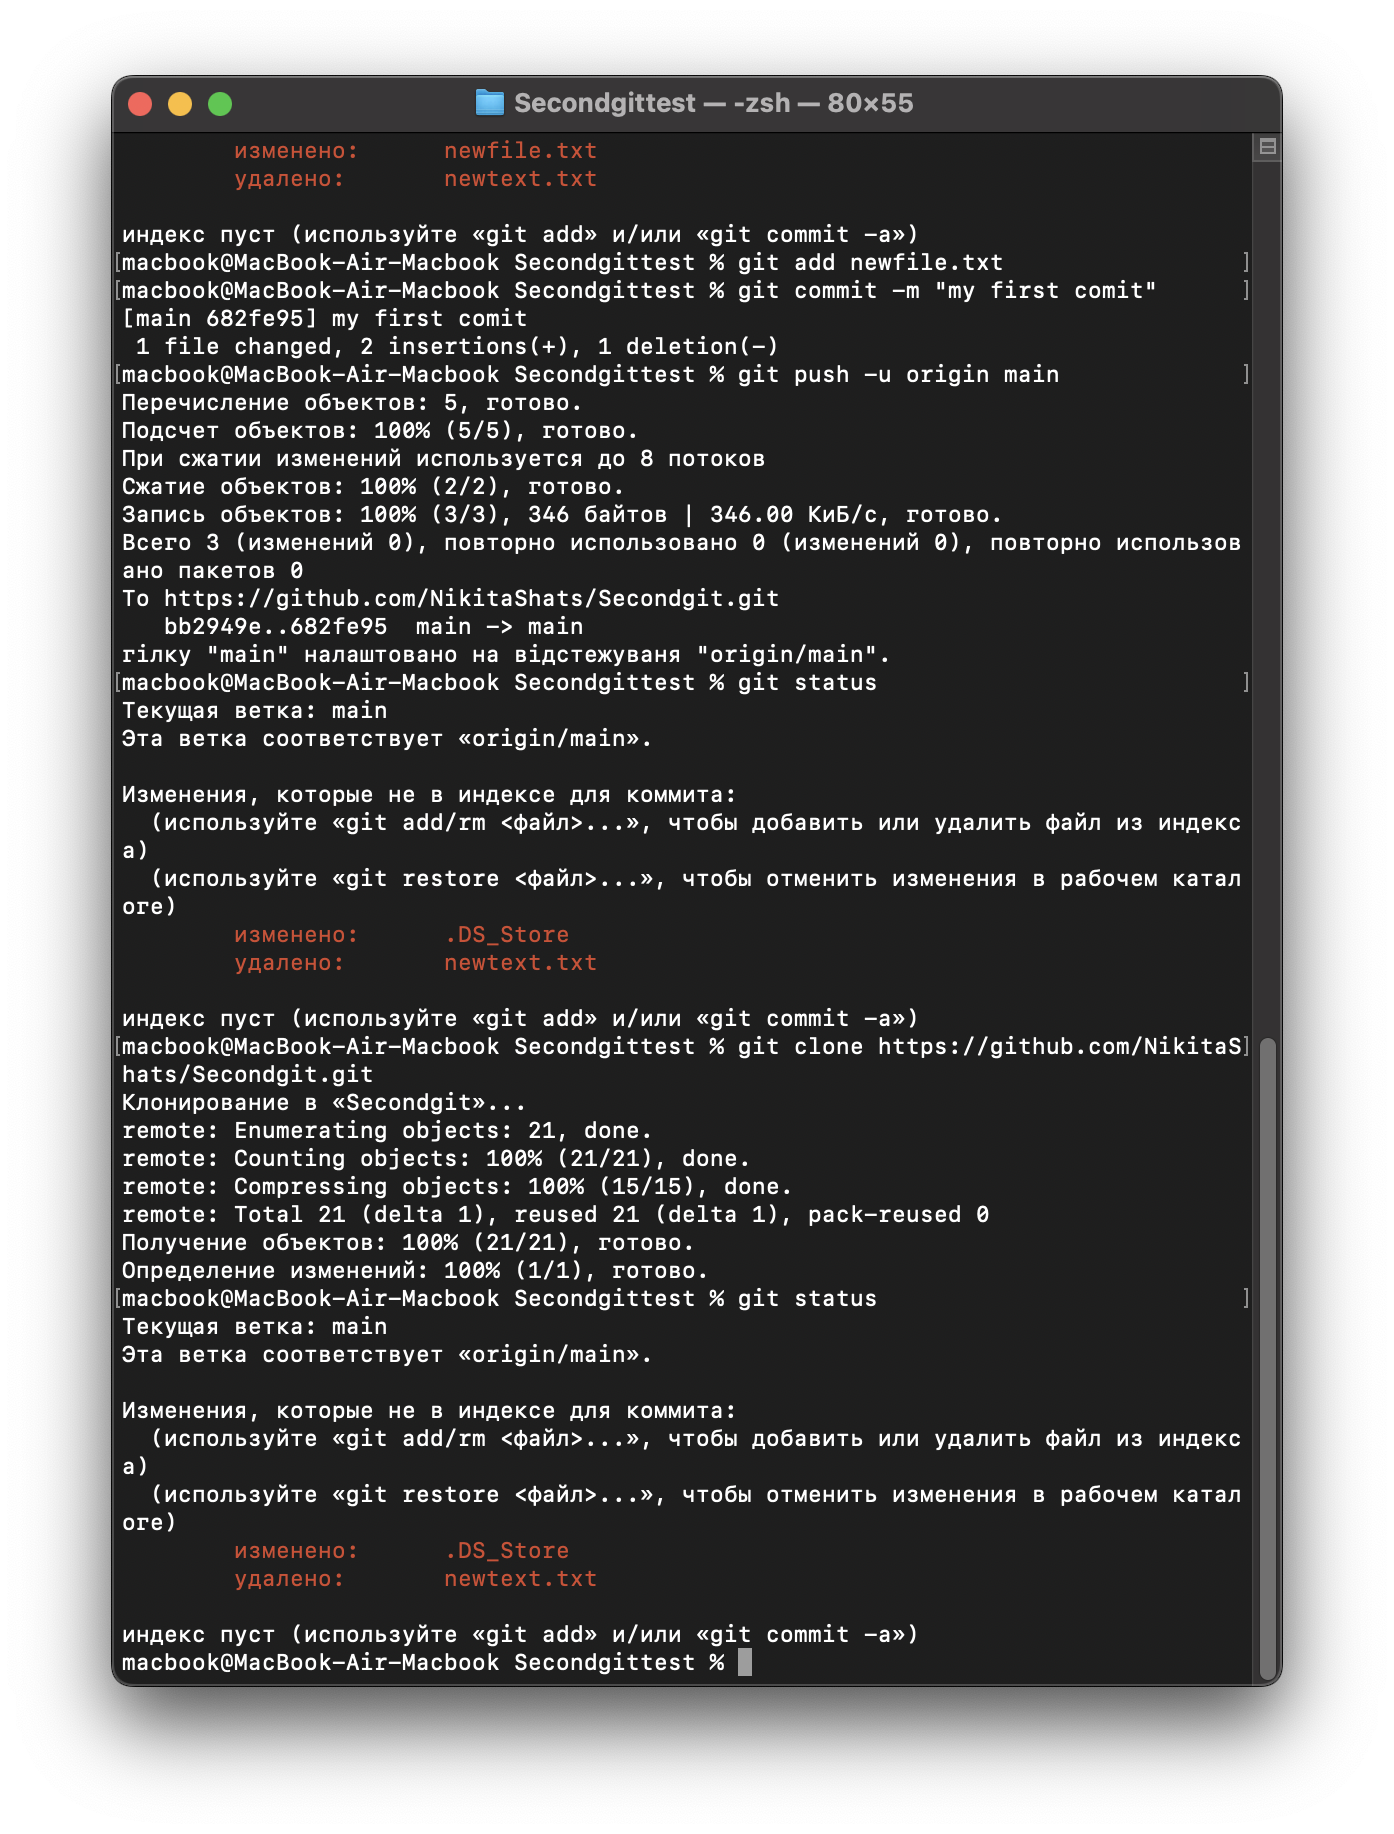 Secondgittest — -zsh — 80×55
изменено:      newfile.txt
удалено:       newtext.txt
индекс пуст (используйте «git add» и/или «git commit -a»)
[macbook@MacBook-Air-Macbook Secondgittest % git add newfile.txt ]
[macbook@MacBook-Air-Macbook Secondgittest % git commit -m "my first comit" ]
[main 682fe95] my first comit
1 file changed, 2 insertions(+), 1 deletion(-)
[macbook@MacBook-Air-Macbook Secondgittest % git push -u origin main ]
Перечисление объектов: 5, готово.
Подсчет объектов: 100% (5/5), готово.
При сжатии изменений используется до 8 потоков
Сжатие объектов: 100% (2/2), готово.
Запись объектов: 100% (3/3), 346 байтов | 346.00 КиБ/с, готово.
Всего 3 (изменений 0), повторно использовано 0 (изменений 0), повторно использов
ано пакетов 0
To https://github.com/NikitaShats/Secondgit.git
bb2949e..682fe95  main -> main
гілку "main" налаштовано на відстежуваня "origin/main".
[macbook@MacBook-Air-Macbook Secondgittest % git status ]
Текущая ветка: main
Эта ветка соответствует «origin/main».
Изменения, которые не в индексе для коммита:
(используйте «git add/rm <файл>...», чтобы добавить или удалить файл из индекс
а)
(используйте «git restore <файл>...», чтобы отменить изменения в рабочем катал
оге)
изменено:      .DS_Store
удалено:       newtext.txt
индекс пуст (используйте «git add» и/или «git commit -a»)
[macbook@MacBook-Air-Macbook Secondgittest % git clone https://github.com/NikitaS]
hats/Secondgit.git
Клонирование в «Secondgit»...
remote: Enumerating objects: 21, done.
remote: Counting objects: 100% (21/21), done.
remote: Compressing objects: 100% (15/15), done.
remote: Total 21 (delta 1), reused 21 (delta 1), pack-reused 0
Получение объектов: 100% (21/21), готово.
Определение изменений: 100% (1/1), готово.
[macbook@MacBook-Air-Macbook Secondgittest % git status ]
Текущая ветка: main
Эта ветка соответствует «origin/main».
Изменения, которые не в индексе для коммита:
(используйте «git add/rm <файл>...», чтобы добавить или удалить файл из индекс
а)
(используйте «git restore <файл>...», чтобы отменить изменения в рабочем катал
оге)
изменено:      .DS_Store
удалено:       newtext.txt
индекс пуст (используйте «git add» и/или «git commit -a»)
macbook@MacBook-Air-Macbook Secondgittest %